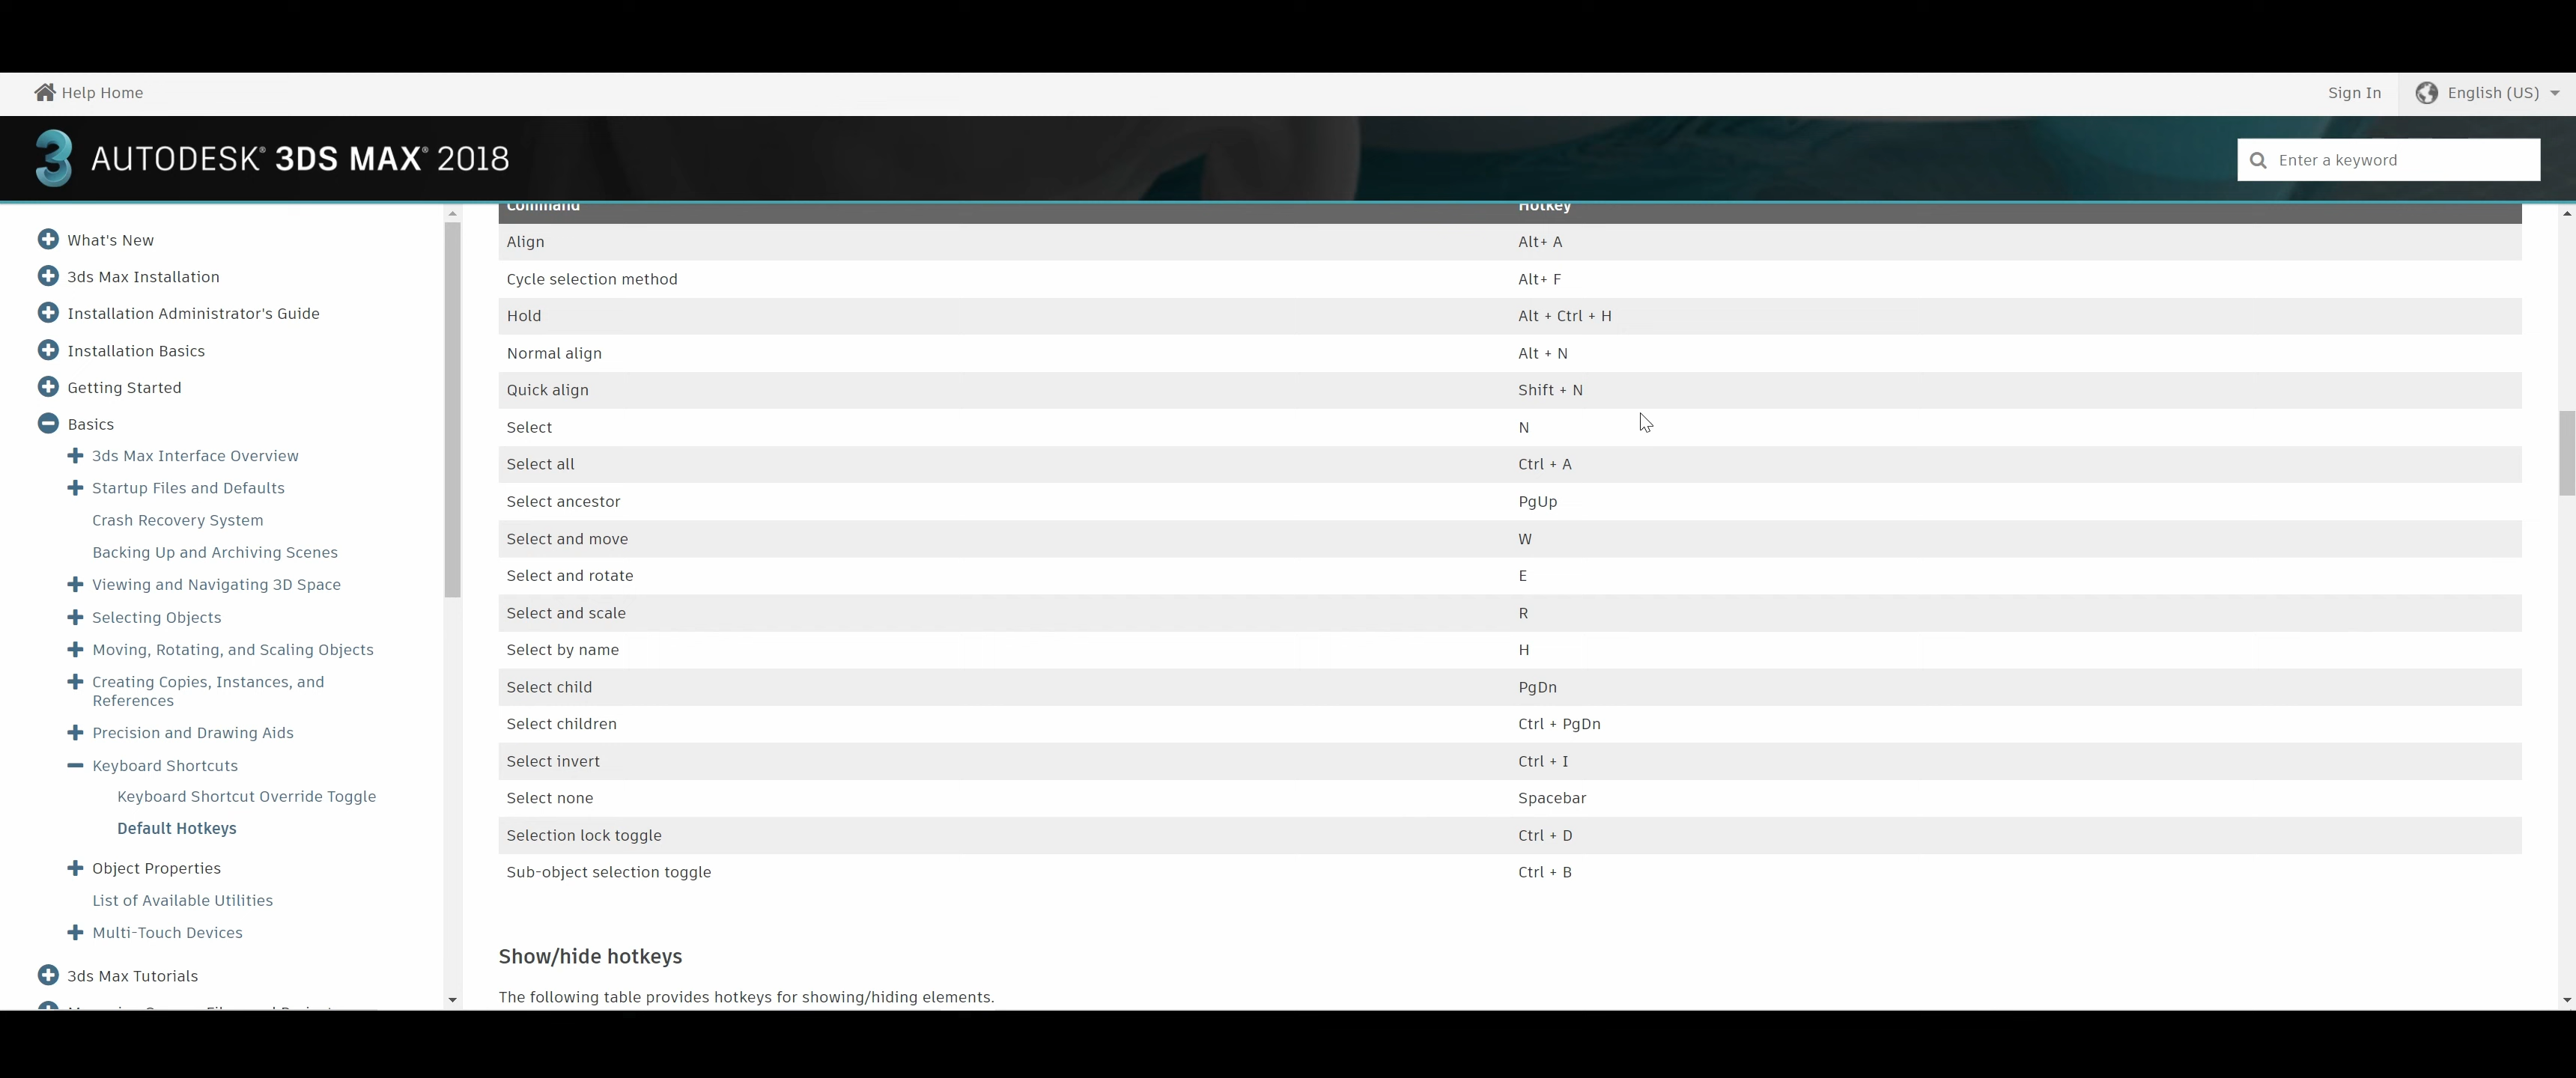 Help Home
Sign In
English (US)
AUTODESK® 3DS MAX® 2018
Enter a keyword
What's New
3ds Max Installation
Installation Administrator's Guide
Installation Basics
Getting Started
Basics
3ds Max Interface Overview
Startup Files and Defaults
Crash Recovery System
Backing Up and Archiving Scenes
Viewing and Navigating 3D Space
Selecting Objects
Moving, Rotating, and Scaling Objects
Creating Copies, Instances, and
References
Precision and Drawing Aids
Keyboard Shortcuts
Keyboard Shortcut Override Toggle
Default Hotkeys
Object Properties
List of Available Utilities
Multi-Touch Devices
3ds Max Tutorials
Command Hotkey
Align Alt+ A
Cycle selection method Alt+ F
Hold Alt + Ctrl + H
Normal align Alt + N
Quick align Shift + N
Select N
Select all Ctrl + A
Select ancestor PgUp
Select and move W
Select and rotate E
Select and scale R
Select by name H
Select child PgDn
Select children Ctrl + PgDn
Select invert Ctrl + I
Select none Spacebar
Selection lock toggle Ctrl + D
Sub-object selection toggle Ctrl + B
Show/hide hotkeys
The following table provides hotkeys for showing/hiding elements.